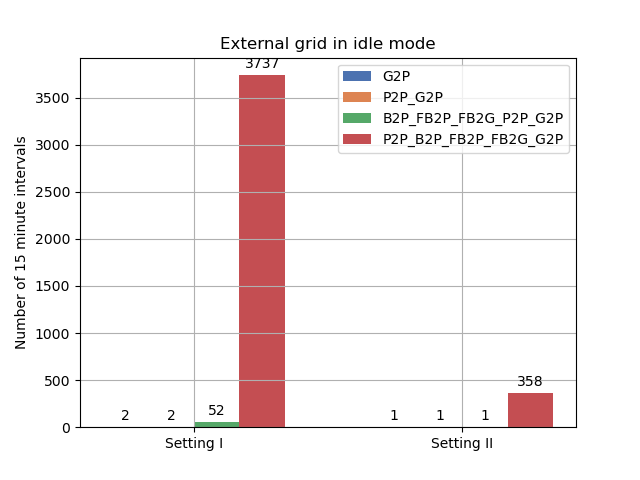 External grid in idle mode
3737
G2P
P2P_G2P
B2P_FB2P_FB2G_P2P_G2P
P2P_B2P_FB2P_FB2G_G2P
Number of 15 minute intervals
3500
3000
2500
2000
1500
1000
500
0
2
2
52
1
1
1
358
Setting I
Setting II